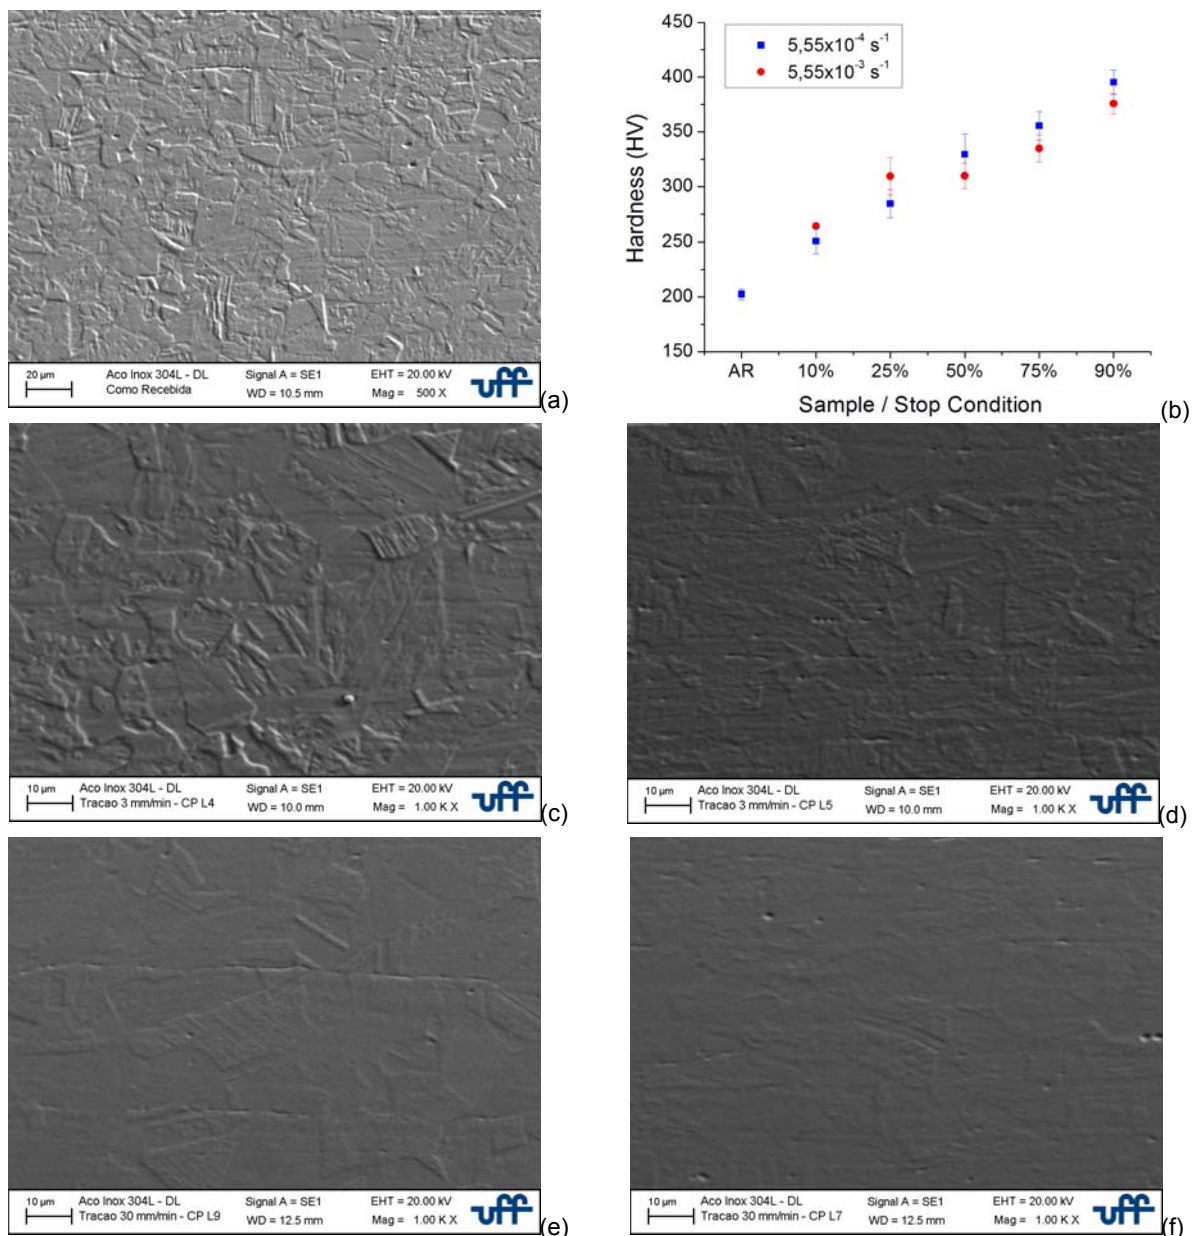 20 µm
Aco Inox 304L - DL
Como Recebida
Signal A = SE1
WD = 10.5 mm
EHT = 20.00 kV
Mag = 500 X
uff
(a)
450
400
350
300
250
200
150
Hardness (HV)
5,55x10⁻⁴ s⁻¹
5,55x10⁻³ s⁻¹
AR 10% 25% 50% 75% 90%
Sample / Stop Condition
(b)
10 µm
Aco Inox 304L - DL
Tracao 3 mm/min - CP L4
Signal A = SE1
WD = 10.0 mm
EHT = 20.00 kV
Mag = 1.00 K X
uff
(c)
10 µm
Aco Inox 304L - DL
Tracao 3 mm/min - CP L5
Signal A = SE1
WD = 10.0 mm
EHT = 20.00 kV
Mag = 1.00 K X
uff
(d)
10 µm
Aco Inox 304L - DL
Tracao 30 mm/min - CP L9
Signal A = SE1
WD = 12.5 mm
EHT = 20.00 kV
Mag = 1.00 K X
uff
(e)
10 µm
Aco Inox 304L - DL
Tracao 30 mm/min - CP L7
Signal A = SE1
WD = 12.5 mm
EHT = 20.00 kV
Mag = 1.00 K X
uff
(f)